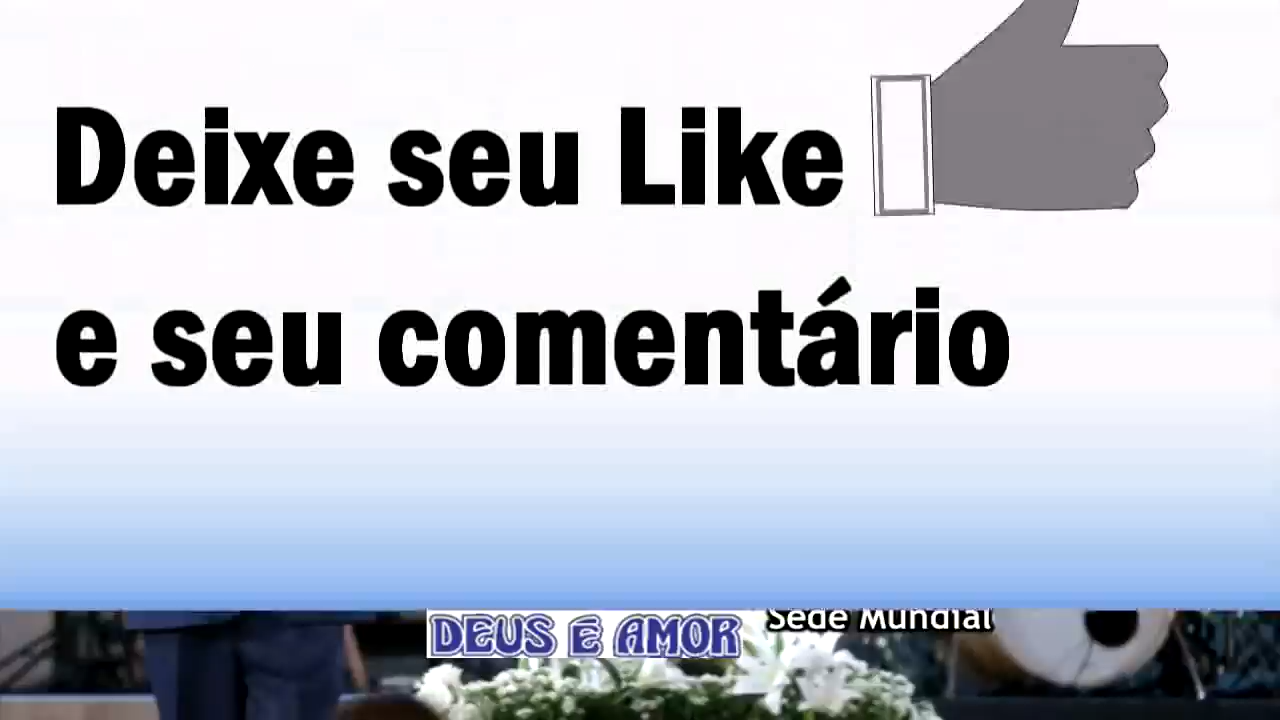 Deixe seu Like
e seu comentário
DEUS É AMOR
Sede Mundial